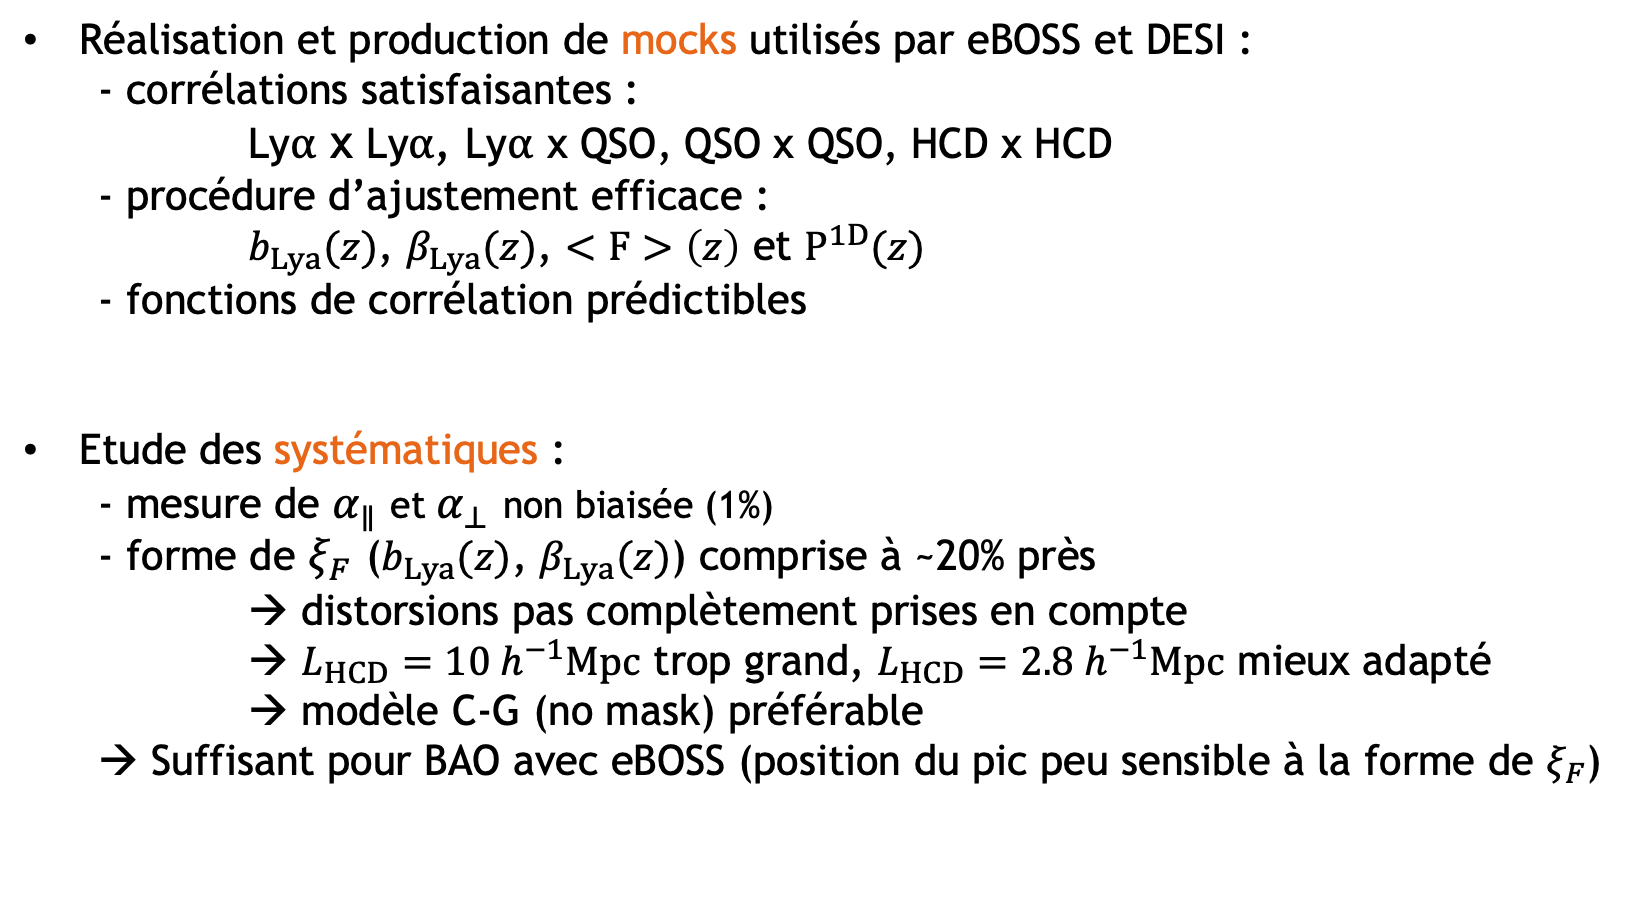 • Réalisation et production de mocks utilisés par eBOSS et DESI :
- corrélations satisfaisantes :
Lyα x Lyα, Lyα x QSO, QSO x QSO, HCD x HCD
- procédure d’ajustement efficace :
b_Lya(z), β_Lya(z), < F > (z) et P^1D(z)
- fonctions de corrélation prédictibles
• Etude des systématiques :
- mesure de α_∥ et α_⊥ non biaisée (1%)
- forme de ξ_F (b_Lya(z), β_Lya(z)) comprise à ~20% près
→ distorsions pas complètement prises en compte
→ L_HCD = 10 h^−1Mpc trop grand, L_HCD = 2.8 h^−1Mpc mieux adapté
→ modèle C-G (no mask) préférable
→ Suffisant pour BAO avec eBOSS (position du pic peu sensible à la forme de ξ_F)